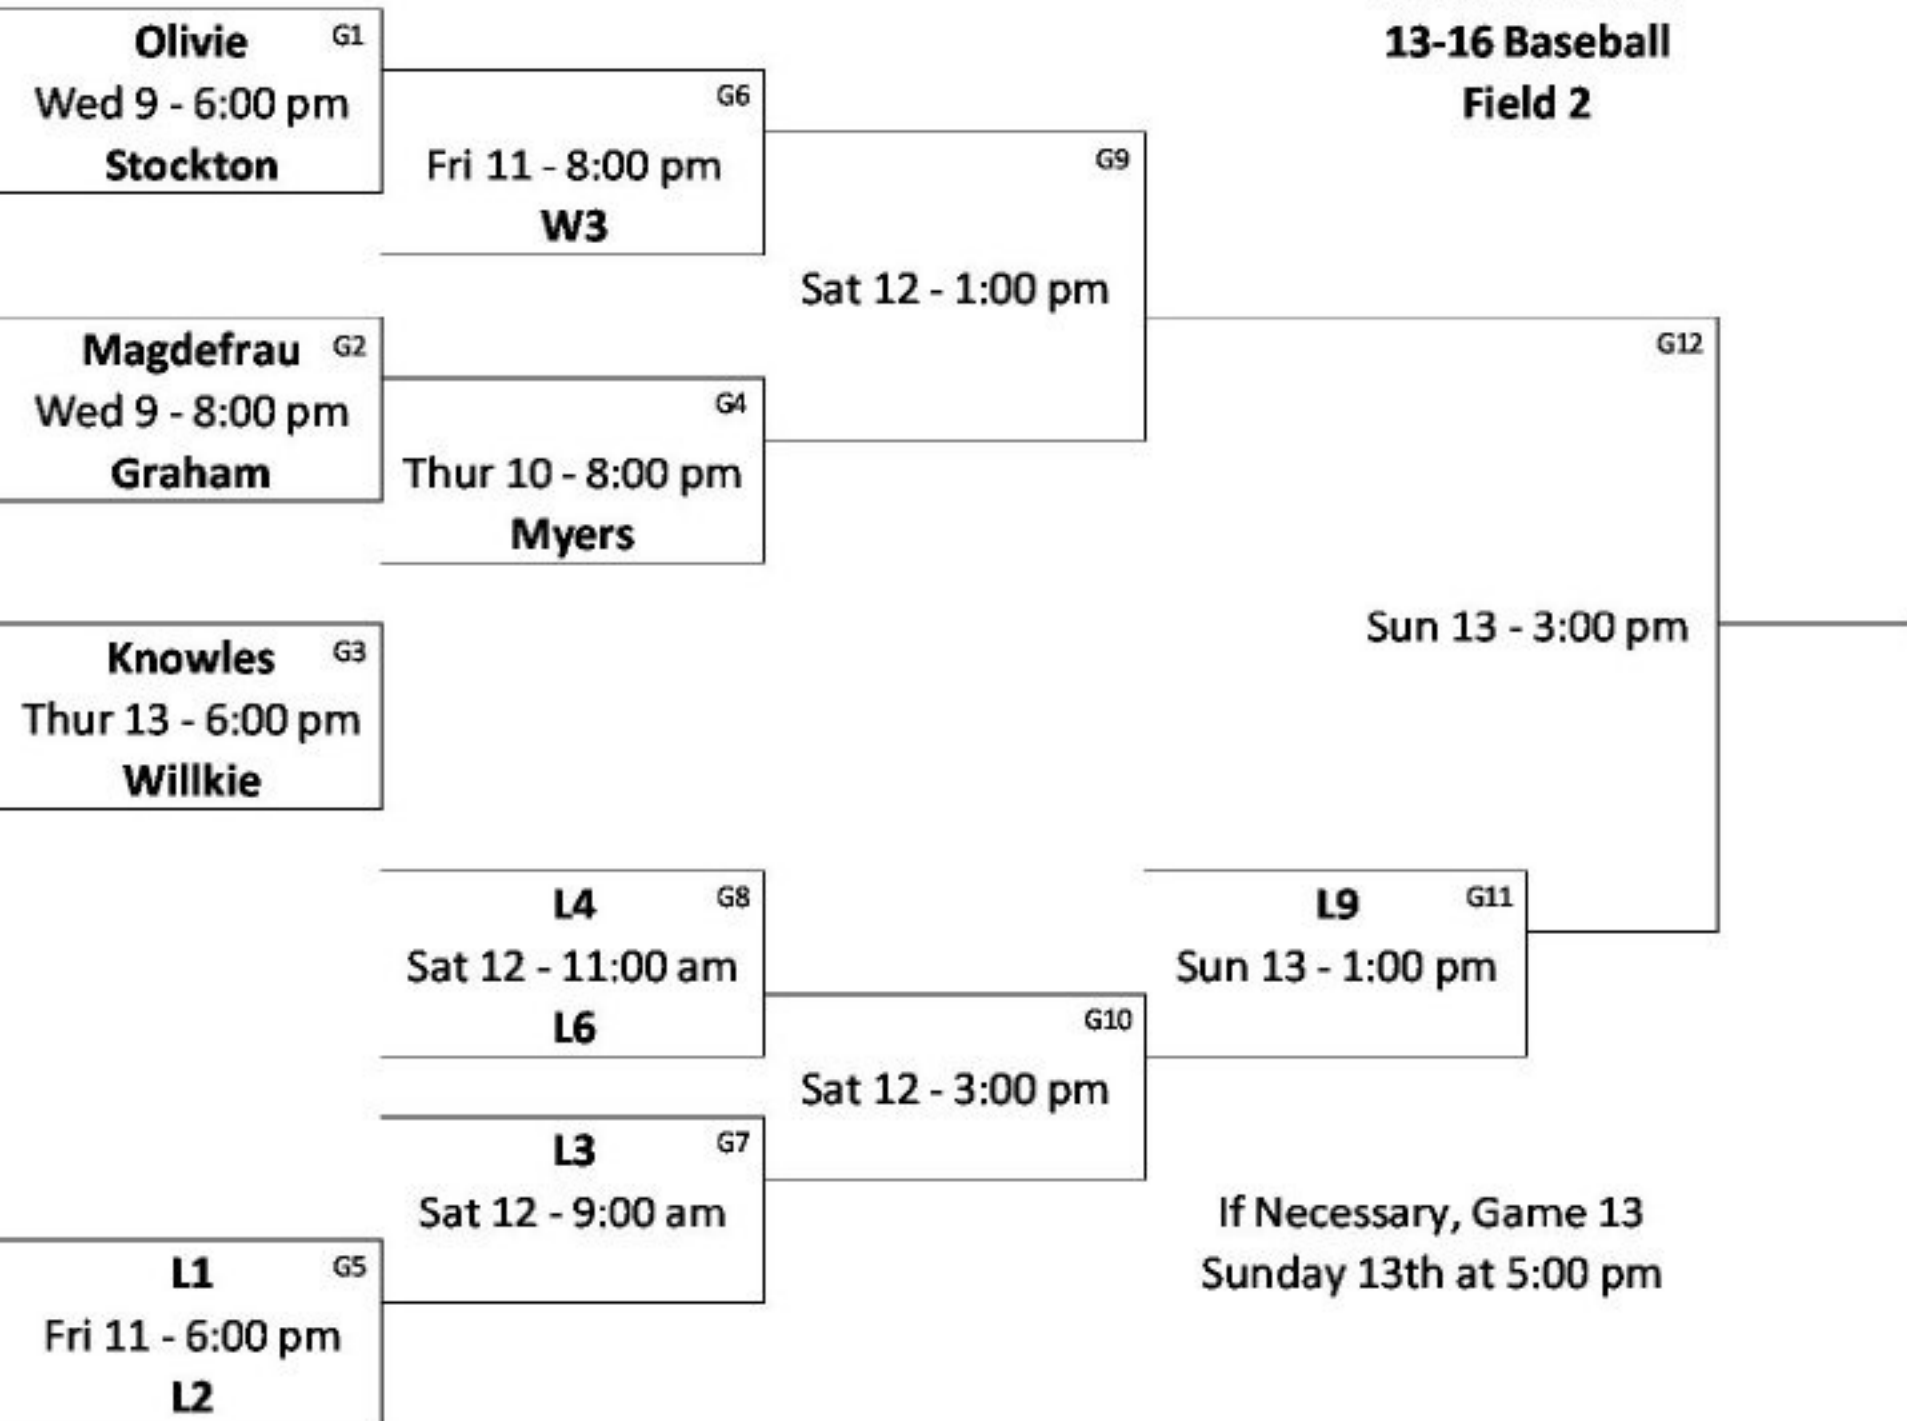 13-16 Baseball
Field 2
Olivie G1
Wed 9 - 6:00 pm
Stockton
G6
Fri 11 - 8:00 pm
W3
G9
Sat 12 - 1:00 pm
Magdefrau G2
Wed 9 - 8:00 pm
Graham
G4
Thur 10 - 8:00 pm
Myers
G12
Sun 13 - 3:00 pm
Knowles G3
Thur 13 - 6:00 pm
Willkie
L4 G8
Sat 12 - 11:00 am
L6
L9 G11
Sun 13 - 1:00 pm
G10
Sat 12 - 3:00 pm
L3 G7
Sat 12 - 9:00 am
L1 G5
Fri 11 - 6:00 pm
L2
If Necessary, Game 13
Sunday 13th at 5:00 pm